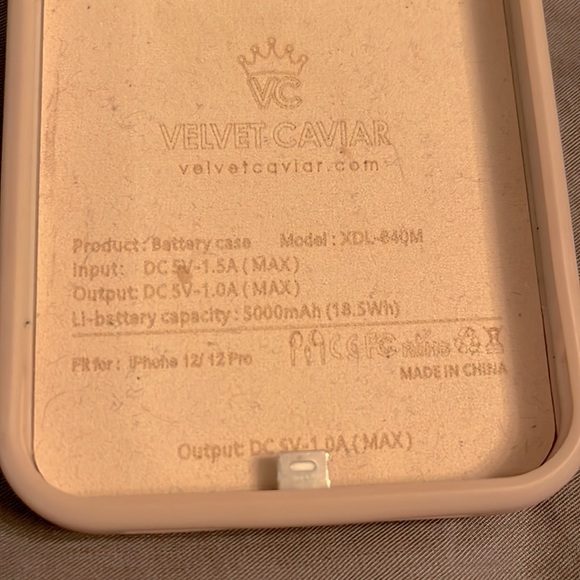 VC
VELVET CAVIAR
velvetcaviar.com
Product: Battery case Model : XDL-640M
Input: DC 5V-1.5A ( MAX )
Output: DC 5V-1.0A ( MAX )
Li-battery capacity : 5000mAh (18.5Wh)
Fit for : iPhone 12/ 12 Pro
FC RoHS
MADE IN CHINA
Output: DC 5V-1.0A ( MAX )